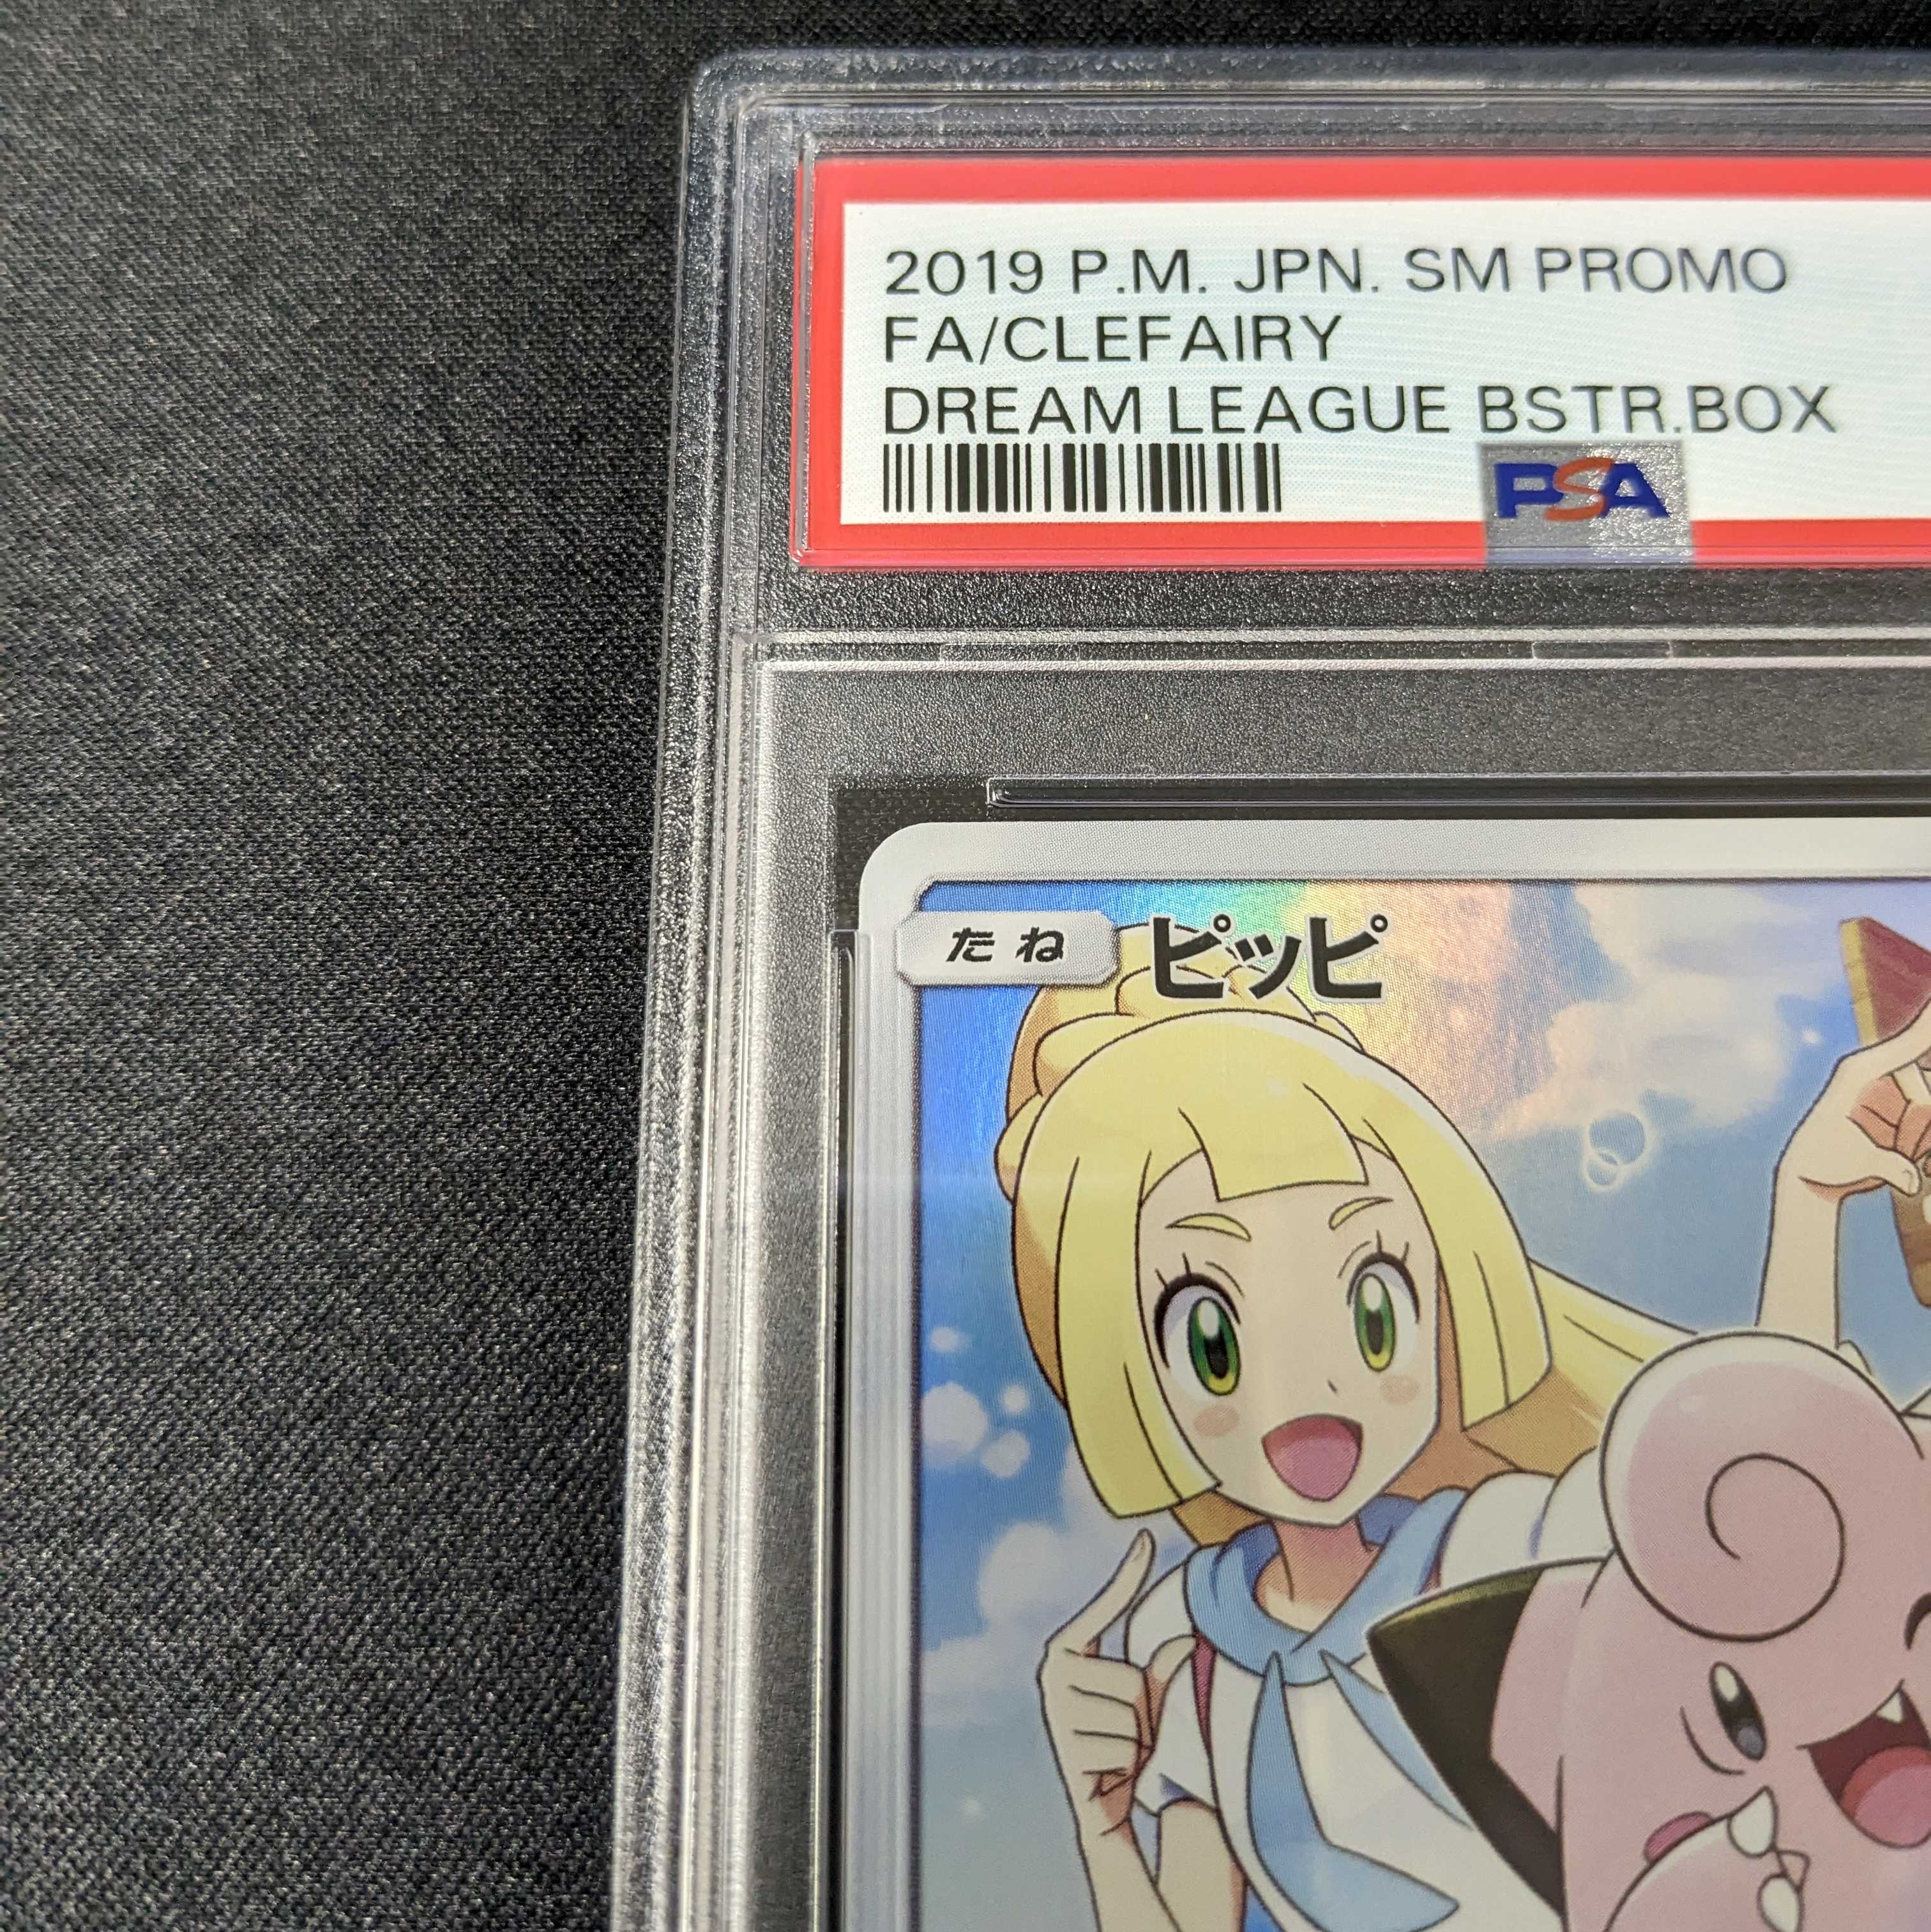 2019 P.M. JPN. SM PROMO
FA/CLEFAIRY
DREAM LEAGUE BSTR.BOX
PSA
たね ピッピ